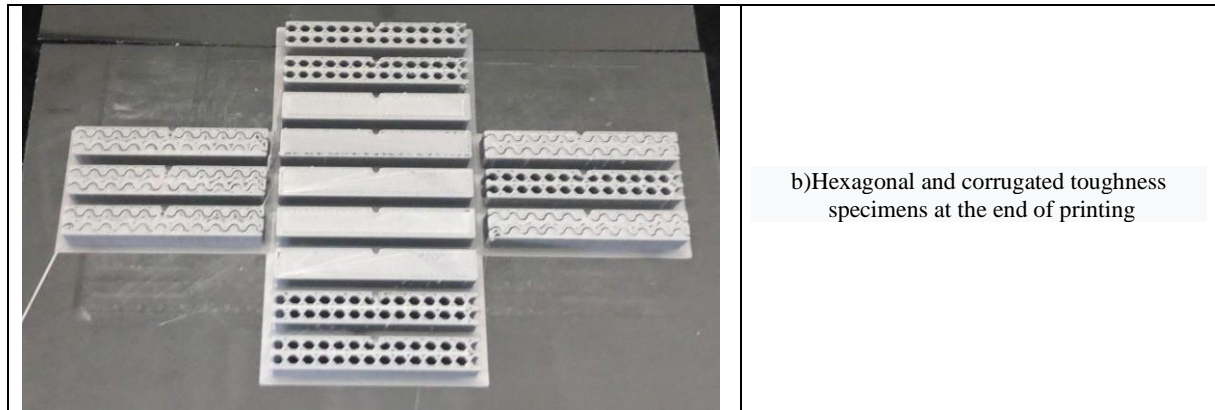 b)Hexagonal and corrugated toughness
specimens at the end of printing